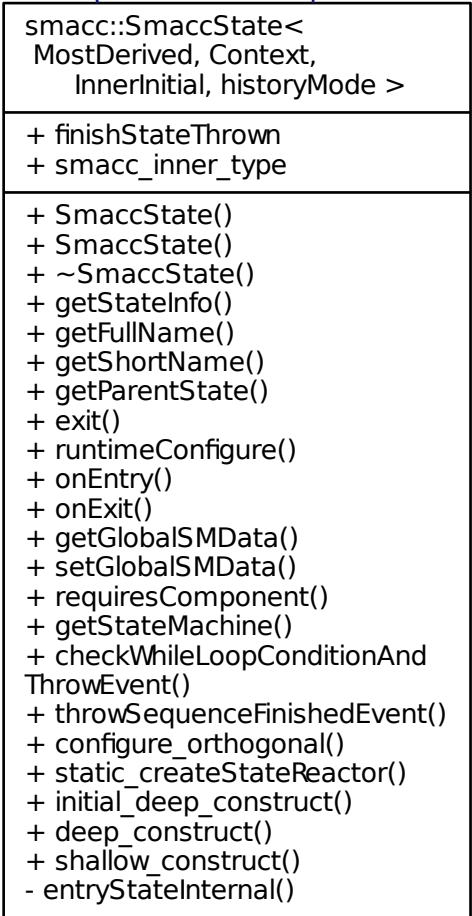 smacc::SmaccState<
MostDerived, Context,
InnerInitial, historyMode >
+ finishStateThrown
+ smacc_inner_type
+ SmaccState()
+ SmaccState()
+ ~SmaccState()
+ getStateInfo()
+ getFullName()
+ getShortName()
+ getParentState()
+ exit()
+ runtimeConfigure()
+ onEntry()
+ onExit()
+ getGlobalSMData()
+ setGlobalSMData()
+ requiresComponent()
+ getStateMachine()
+ checkWhileLoopConditionAnd
ThrowEvent()
+ throwSequenceFinishedEvent()
+ configure_orthogonal()
+ static_createStateReactor()
+ initial_deep_construct()
+ deep_construct()
+ shallow_construct()
- entryStateInternal()